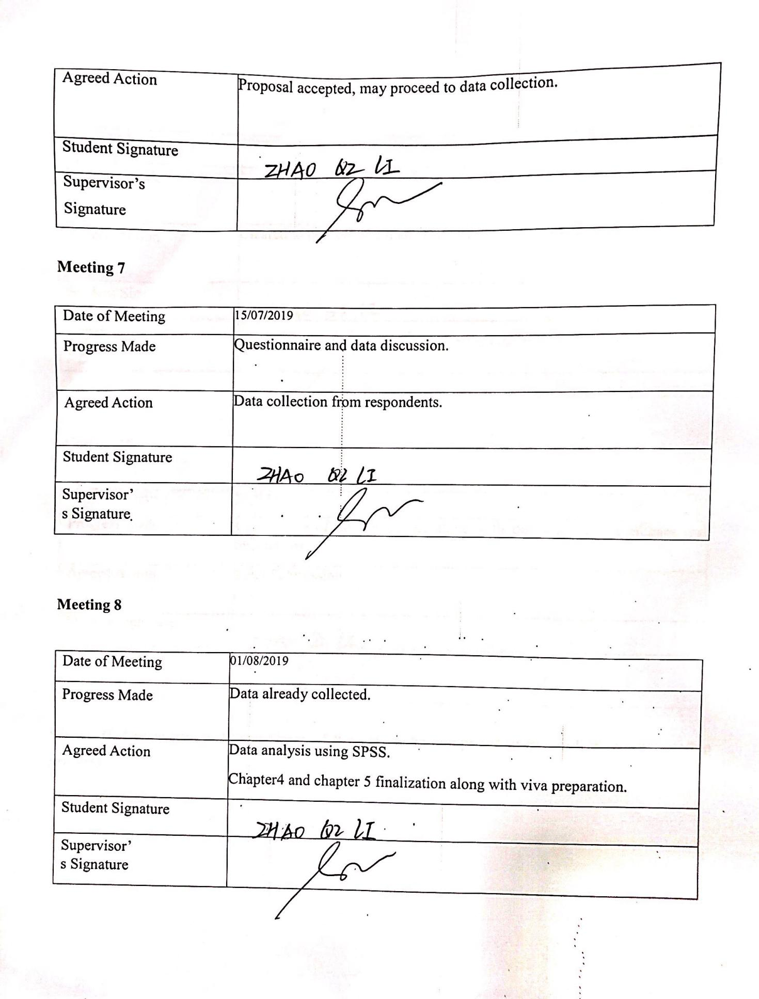 Agreed Action
Proposal accepted, may proceed to data collection.
Student Signature
ZHAO QZ LI
Supervisor's
Signature
Meeting 7
Date of Meeting
15/07/2019
Progress Made
Questionnaire and data discussion.
Agreed Action
Data collection from respondents.
Student Signature
ZHAO QZ LI
Supervisor'
s Signature.
Meeting 8
Date of Meeting
01/08/2019
Progress Made
Data already collected.
Agreed Action
Data analysis using SPSS.
Chapter4 and chapter 5 finalization along with viva preparation.
Student Signature
ZHAO QZ LI
Supervisor'
s Signature